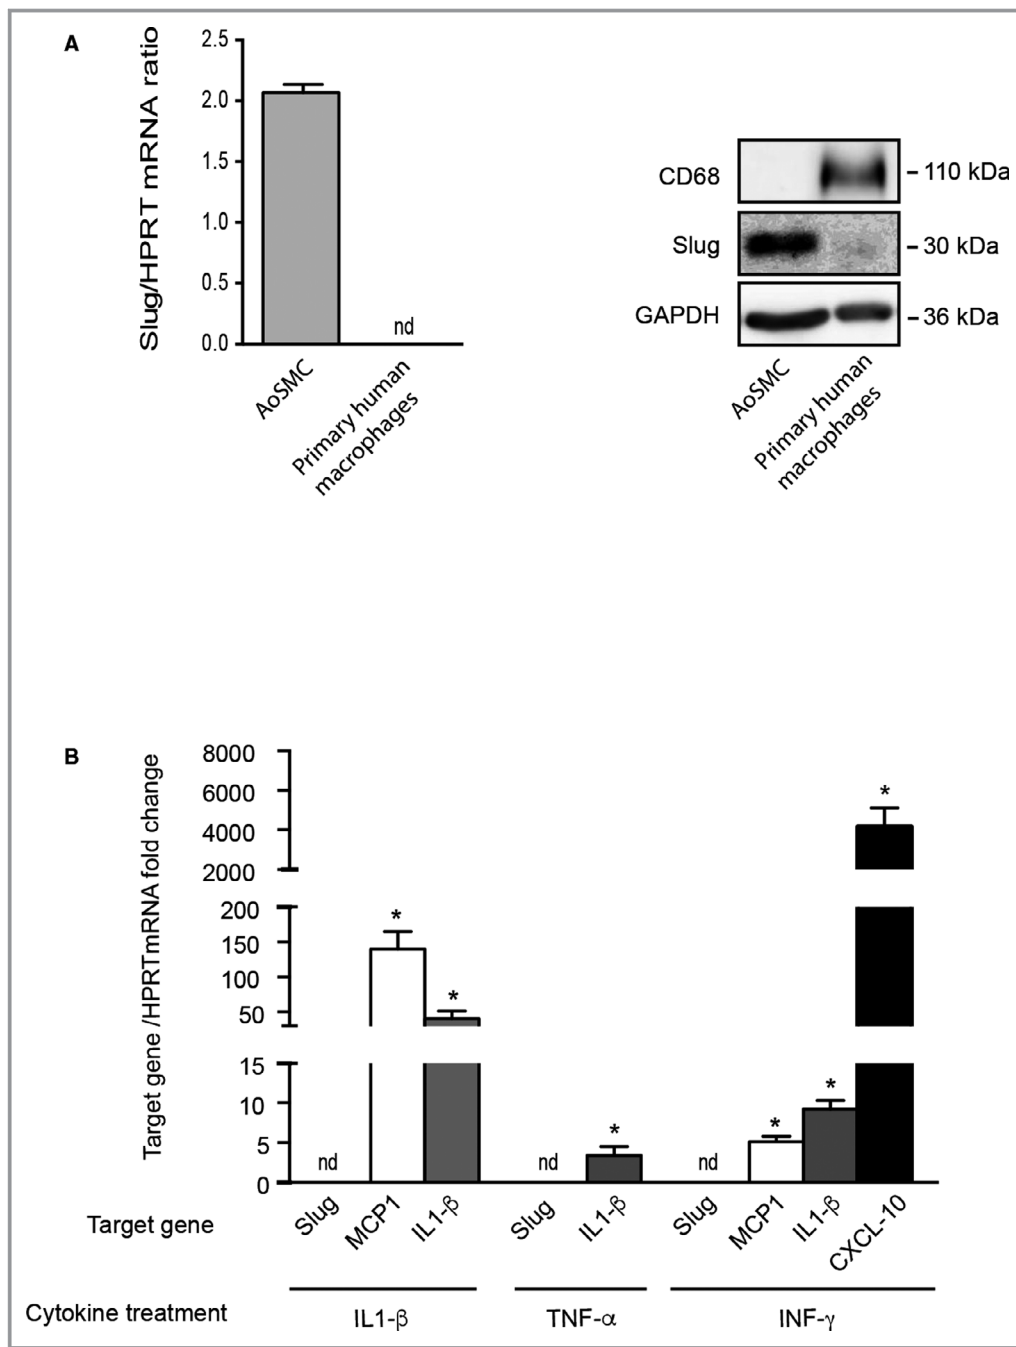 A
Slug/HPRT mRNA ratio
2.5
2.0
1.5
1.0
0.5
0.0
nd
AoSMC
Primary human
macrophages
CD68
- 110 kDa
Slug
- 30 kDa
GAPDH
- 36 kDa
AoSMC
Primary human
macrophages
B
Target gene /HPRTmRNA fold change
8000
6000
4000
2000
200
150
100
50
15
10
5
0
nd
*
*
nd
*
nd
*
*
*
Target gene
Slug
MCP1
IL1-β
Slug
IL1-β
Slug
MCP1
IL1-β
CXCL-10
Cytokine treatment
IL1-β
TNF-α
INF-γ